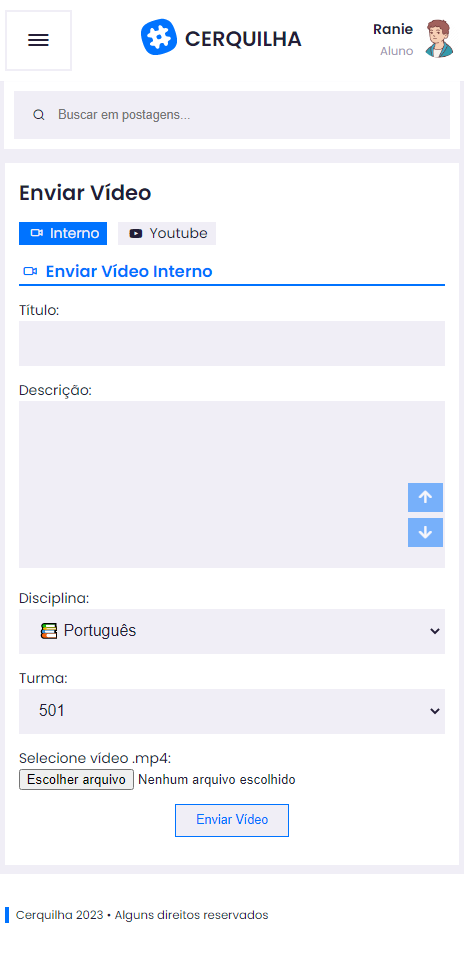 CERQUILHA
Ranie
Aluno
Buscar em postagens...
Enviar Vídeo
Interno
Youtube
Enviar Vídeo Interno
Título:
Descrição:
Disciplina:
📚 Português
Turma:
501
Selecione vídeo .mp4:
Escolher arquivo Nenhum arquivo escolhido
Enviar Vídeo
Cerquilha 2023 • Alguns direitos reservados